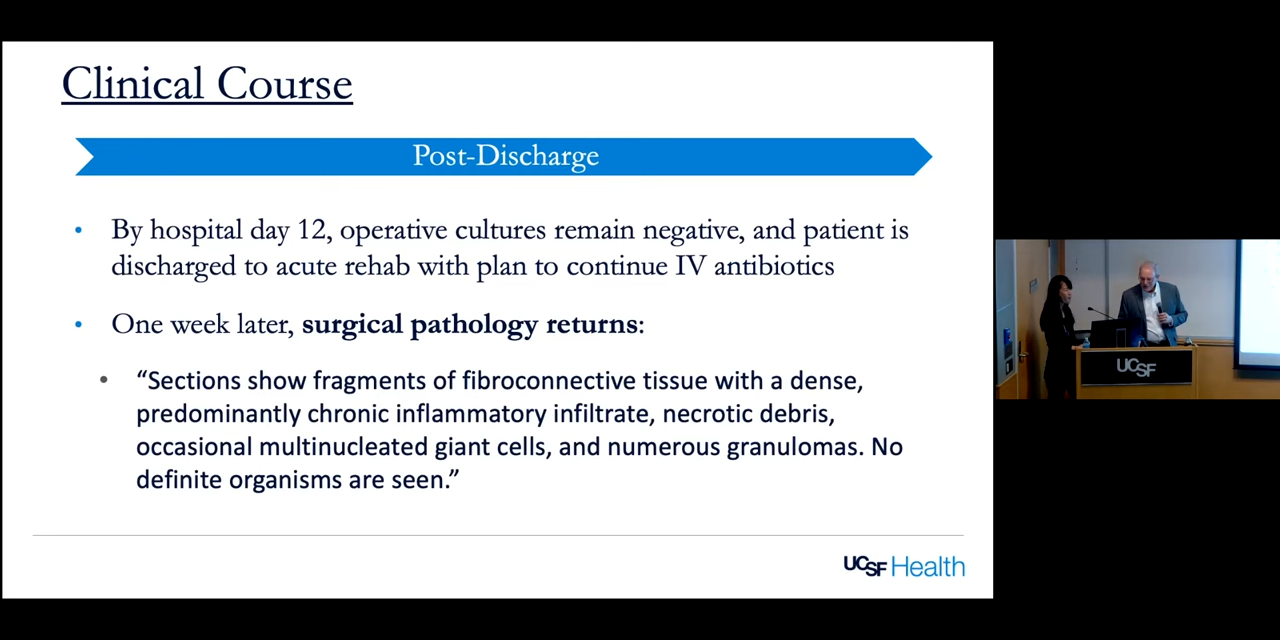 Clinical Course
Post-Discharge
• By hospital day 12, operative cultures remain negative, and patient is
discharged to acute rehab with plan to continue IV antibiotics
• One week later, surgical pathology returns:
• “Sections show fragments of fibroconnective tissue with a dense,
predominantly chronic inflammatory infiltrate, necrotic debris,
occasional multinucleated giant cells, and numerous granulomas. No
definite organisms are seen.”
UCSF Health
UCSF